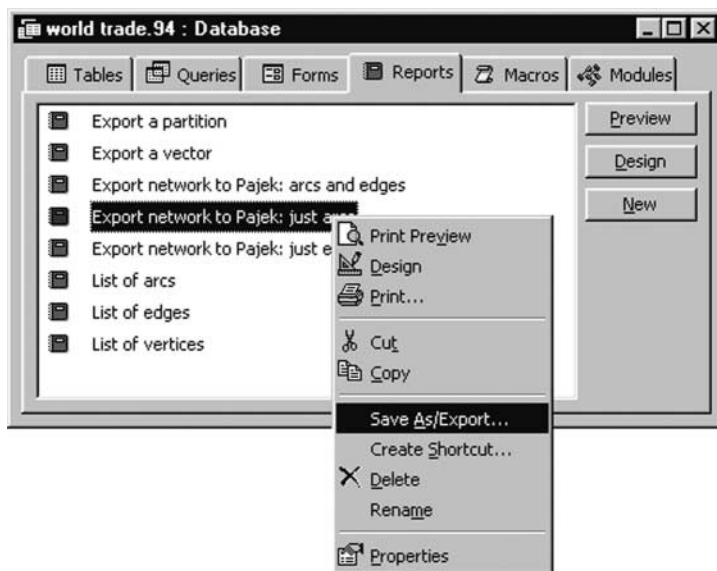 world trade.94 : Database
Tables Queries Forms Reports Macros Modules
Export a partition
Export a vector
Export network to Pajek: arcs and edges
Export network to Pajek: just a
Export network to Pajek: just e
List of arcs
List of edges
List of vertices
Preview
Design
New
Print Preview
Design
Print...
Cut
Copy
Save As/Export...
Create Shortcut...
Delete
Rename
Properties